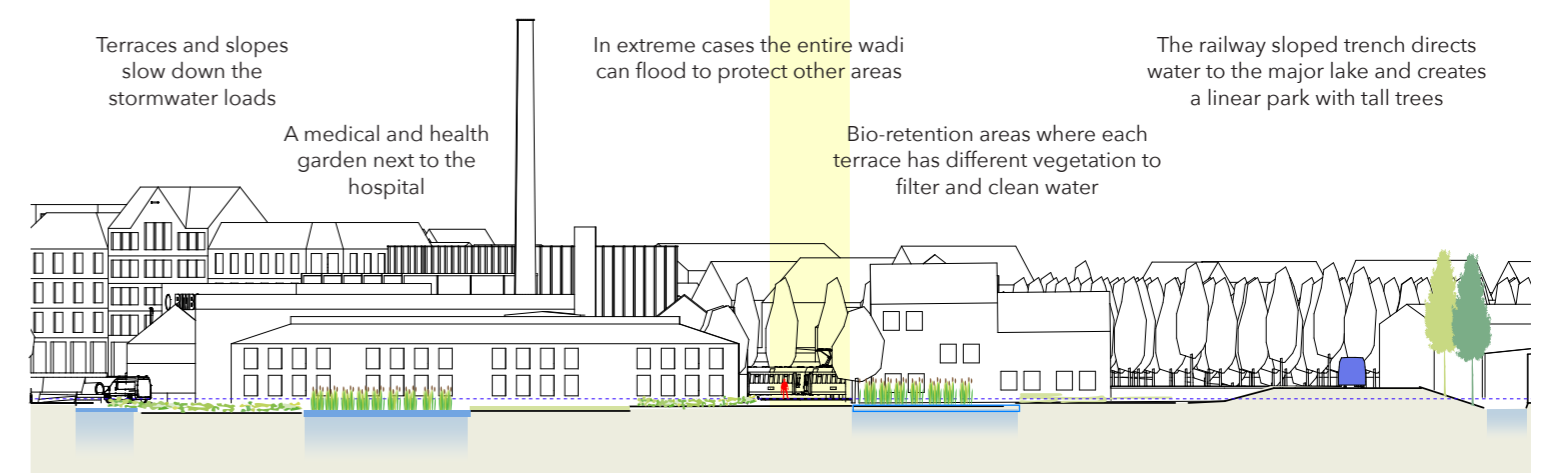 Terraces and slopes
slow down the
stormwater loads
A medical and health
garden next to the
hospital
In extreme cases the entire wadi
can flood to protect other areas
Bio-retention areas where each
terrace has different vegetation to
filter and clean water
The railway sloped trench directs
water to the major lake and creates
a linear park with tall trees